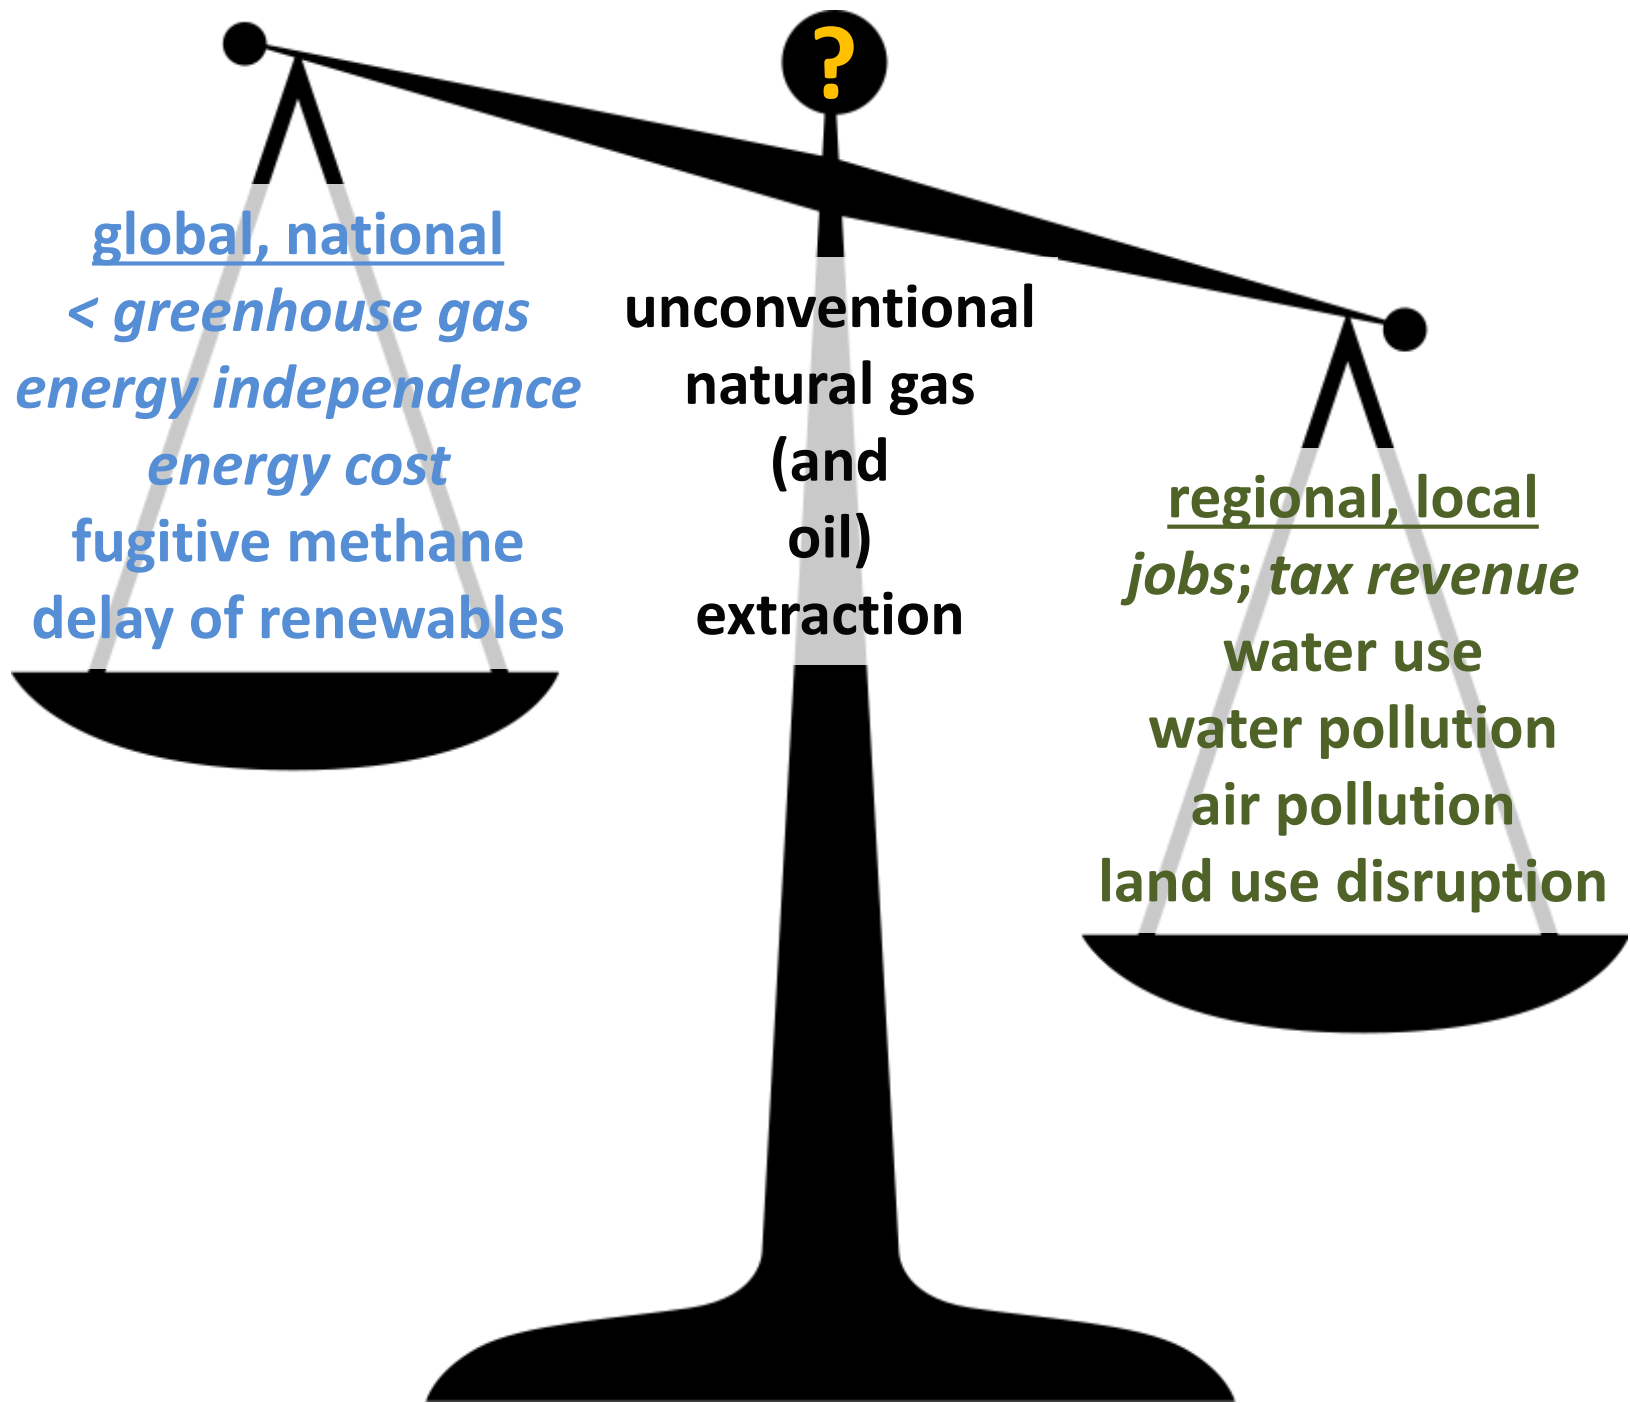 ?
global, national
< greenhouse gas
energy independence
energy cost
fugitive methane
delay of renewables
unconventional
natural gas
(and
oil)
extraction
regional, local
jobs; tax revenue
water use
water pollution
air pollution
land use disruption